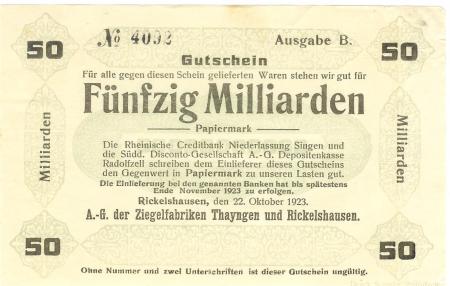 50 № 4092 Ausgabe B. 50
Gutschein
Für alle gegen diesen Schein gelieferten Waren stehen wir gut für
Fünfzig Milliarden
Papiermark
Milliarden
Milliarden
Die Rheinische Creditbank Niederlassung Singen und
die Südd. Disconto-Gesellschaft A.-G. Depositenkasse
Radolfzell schreiben dem Einlieferer dieses Gutscheins
den Gegenwert in Papiermark zu unseren Lasten gut.
Die Einlieferung bei den genannten Banken hat bis spätestens
Ende November 1923 zu erfolgen.
Rickelshausen, den 22. Oktober 1923.
A.-G. der Ziegelfabriken Thayngen und Rickelshausen.
50 50
Ohne Nummer und zwei Unterschriften ist dieser Gutschein ungültig.